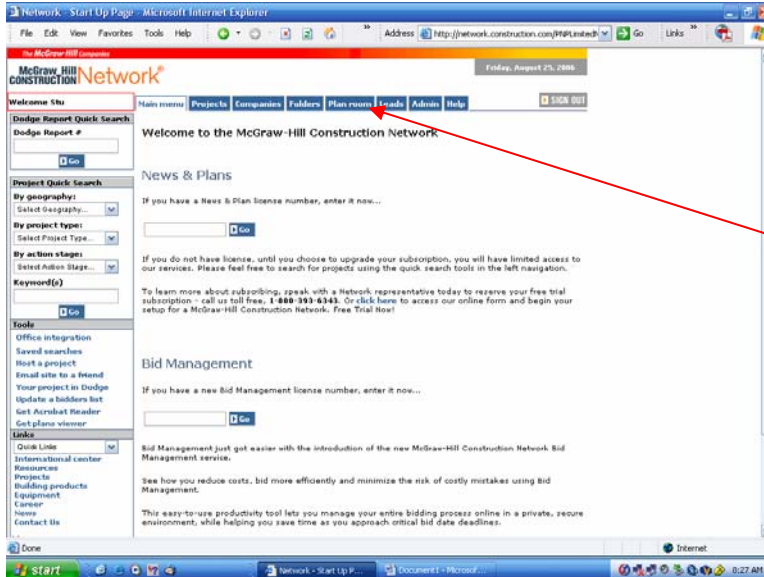 Network - Start Up Page - Microsoft Internet Explorer
File Edit View Favorites Tools Help
Address http://network.construction.com/PNPLimited
Go
Links
The McGraw-Hill Companies
McGraw Hill
CONSTRUCTION Network®
Friday, August 25, 2006
Welcome Stu
Main menu Projects Companies Folders Plan room Leads Admin Help
SIGN OUT
Dodge Report Quick Search
Dodge Report #
Go
Project Quick Search
By geography:
Select Geography...
By project type:
Select Project Type...
By action stage:
Select Action Stage...
Keyword(s)
Go
Tools
Office integration
Saved searches
Host a project
Email site to a friend
Your project in Dodge
Update a bidders list
Get Acrobat Reader
Get plans viewer
Links
Quick Links
International center
Resources
Projects
Building products
Equipment
Career
News
Contact Us
Welcome to the McGraw-Hill Construction Network
News & Plans
If you have a News & Plan license number, enter it now...
Go
If you do not have license, until you choose to upgrade your subscription, you will have limited access to
our services. Please feel free to search for projects using the quick search tools in the left navigation.
To learn more about subscribing, speak with a Network representative today to reserve your free trial
subscription - call us toll free, 1-800-393-6343. Or click here to access our online form and begin your
setup for a McGraw-Hill Construction Network. Free Trial Now!
Bid Management
If you have a new Bid Management license number, enter it now...
Go
Bid Management just got easier with the introduction of the new McGraw-Hill Construction Network Bid
Management service.
See how you reduce costs, bid more efficiently and minimize the risk of costly mistakes using Bid
Management.
This easy-to-use productivity tool lets you manage your entire bidding process online in a private, secure
environment, while helping you save time as you approach critical bid date deadlines.
Done
Internet
start
Network - Start Up P...
Document1 - Microsof...
8:27 AM